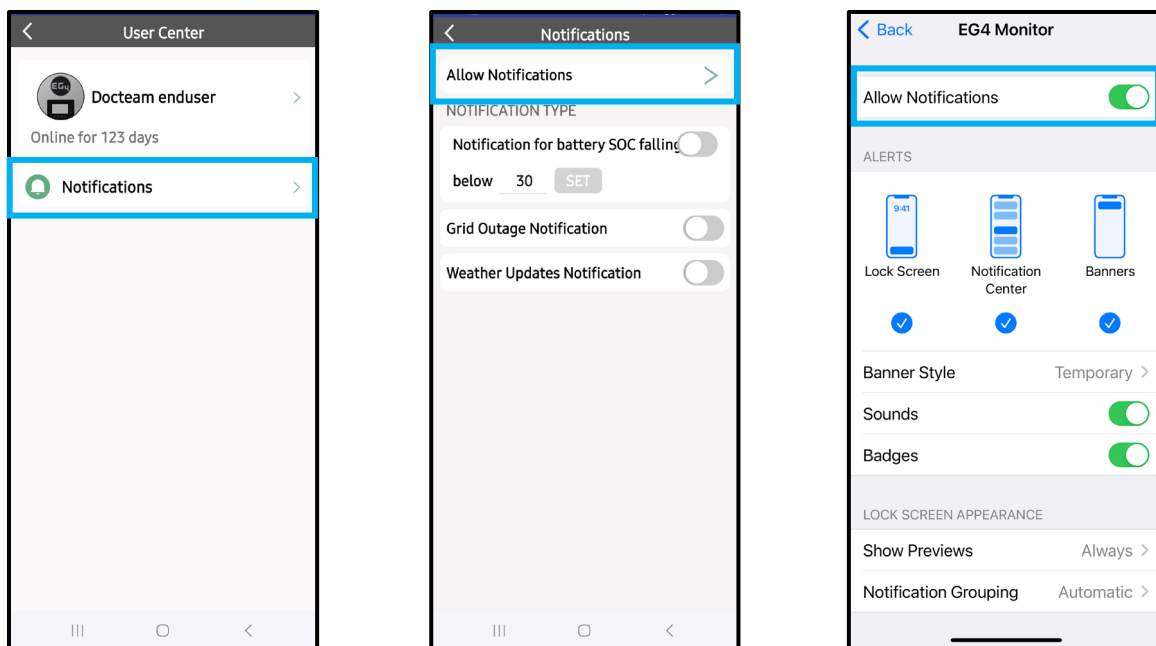 User Center
EG4
Docteam enduser
Online for 123 days
Notifications
Notifications
Allow Notifications
NOTIFICATION TYPE
Notification for battery SOC falling
below 30 SET
Grid Outage Notification
Weather Updates Notification
Back EG4 Monitor
Allow Notifications
ALERTS
9:41
Lock Screen Notification Banners
Center
Banner Style Temporary
Sounds
Badges
LOCK SCREEN APPEARANCE
Show Previews Always
Notification Grouping Automatic